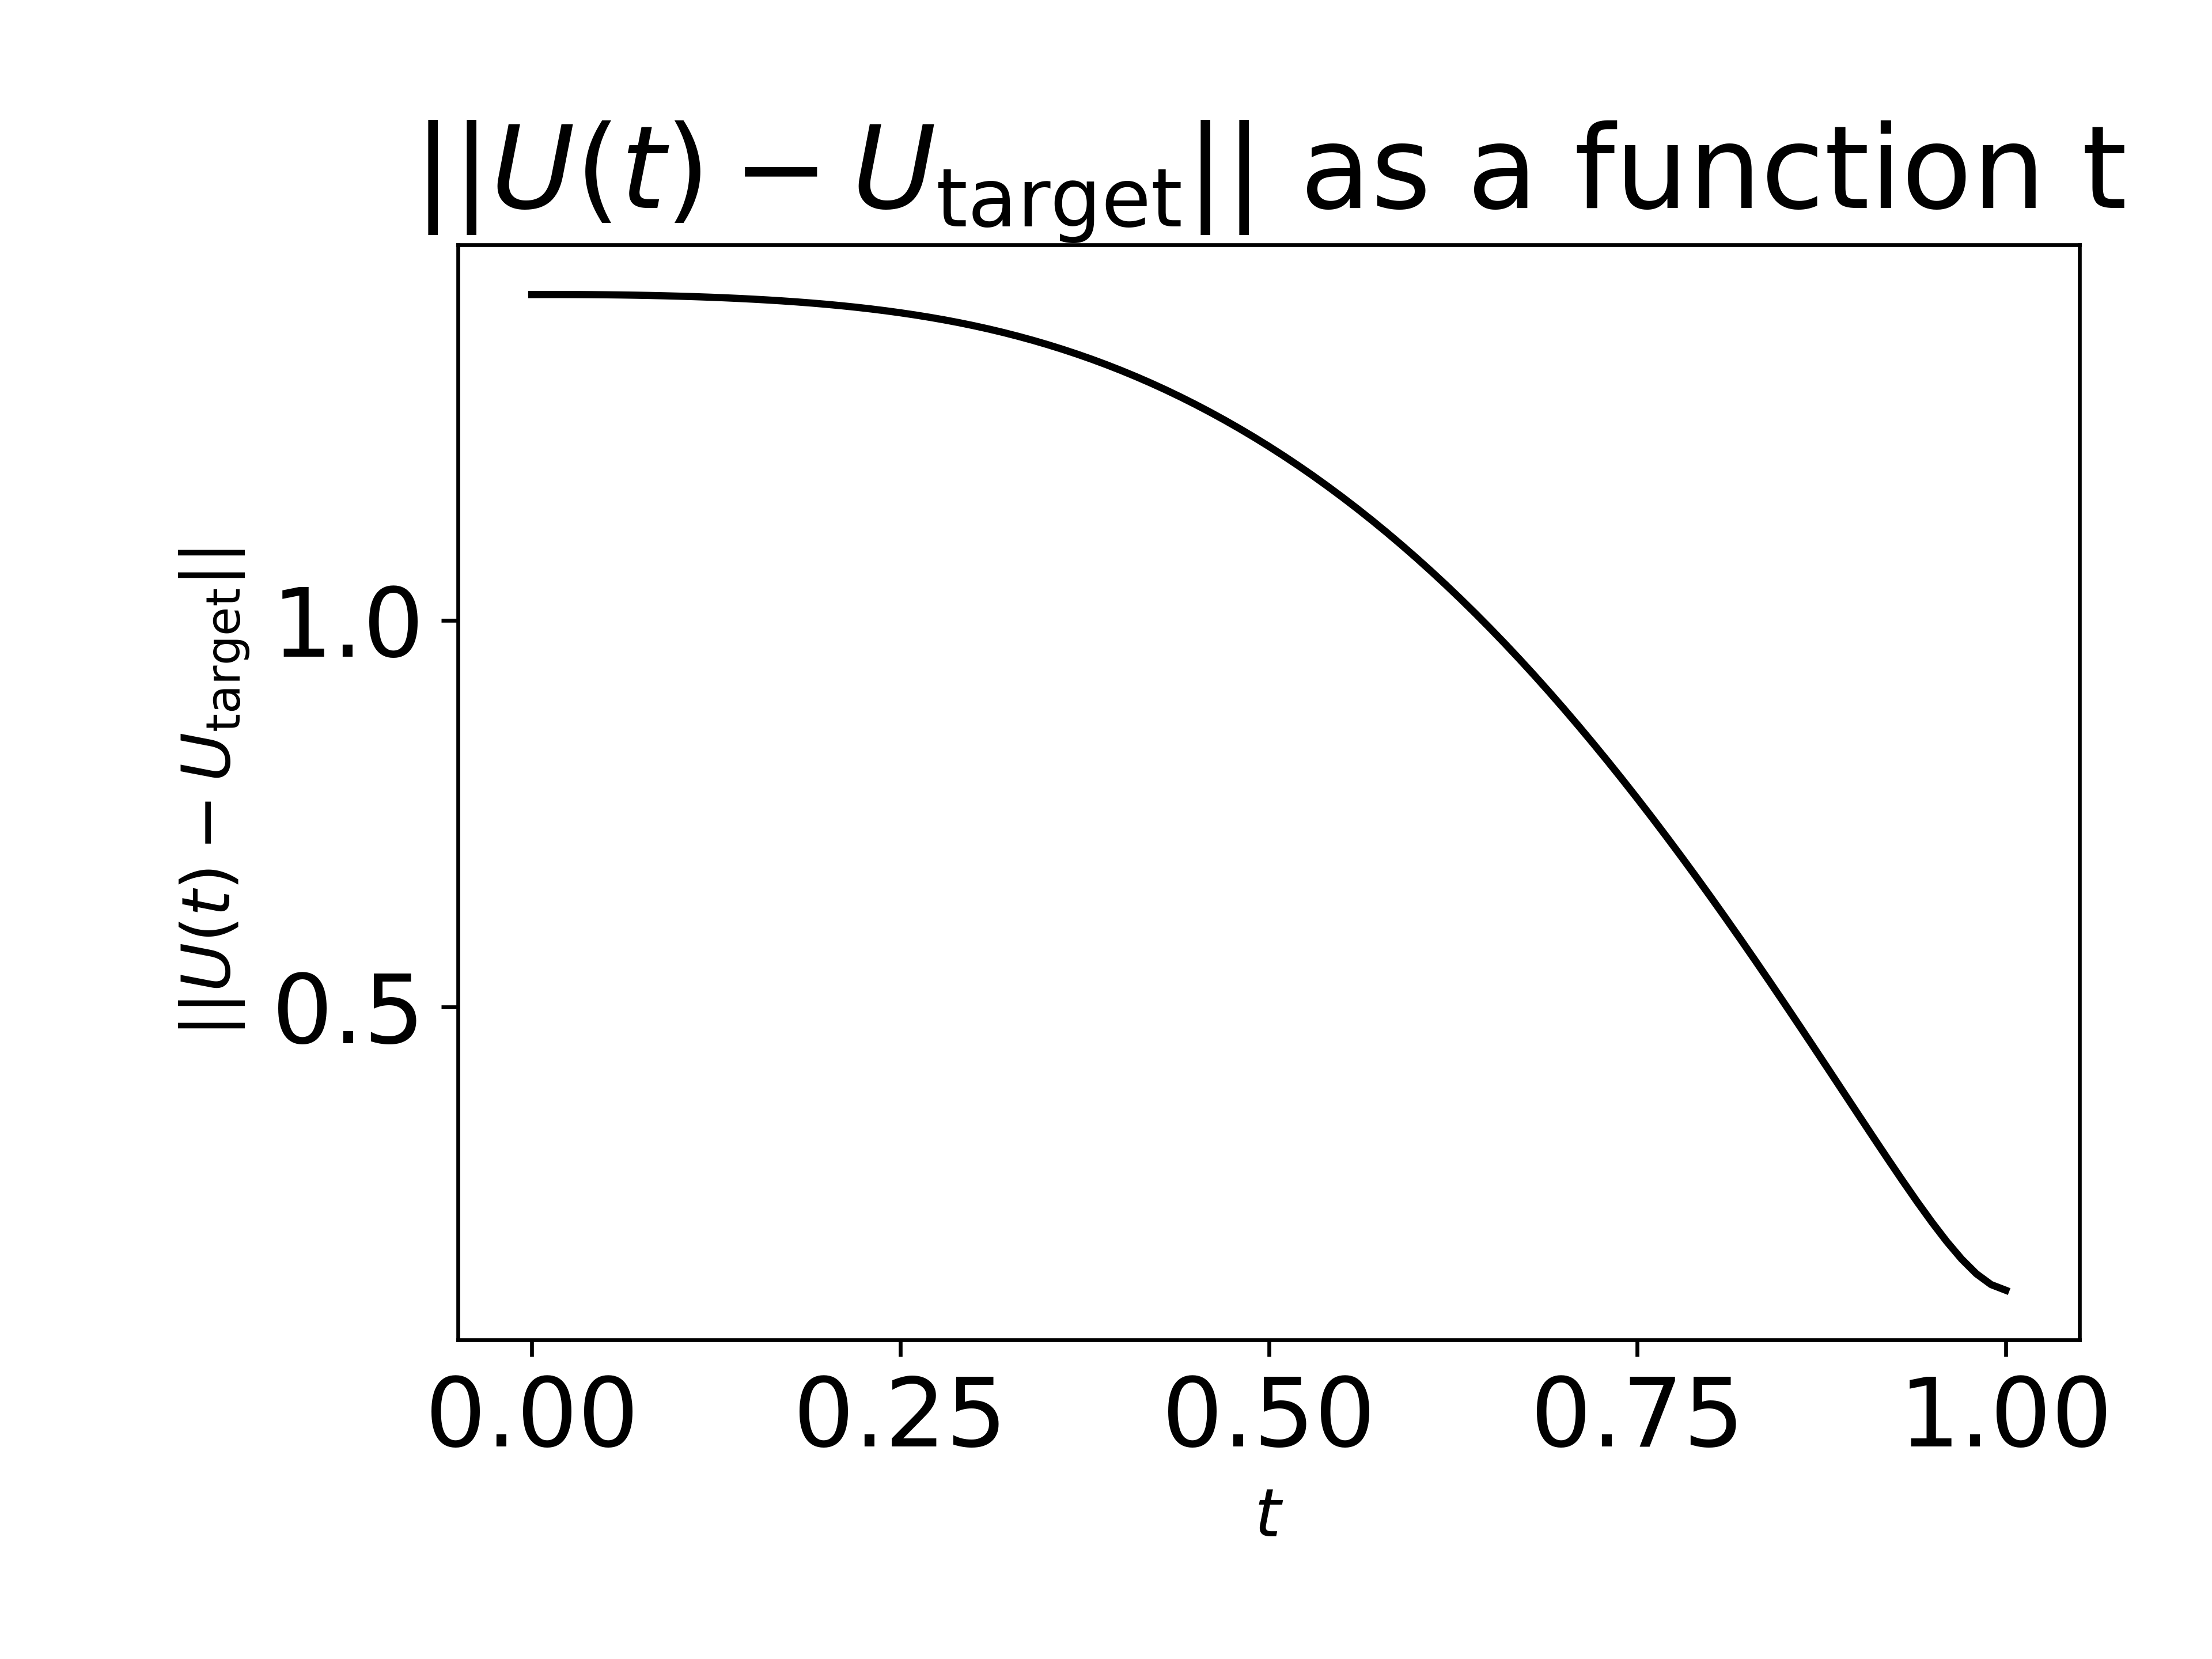 ||U(t) − U_target|| as a function t
||U(t) − U_target||
1.0
0.5
0.00 0.25 0.50 0.75 1.00
t